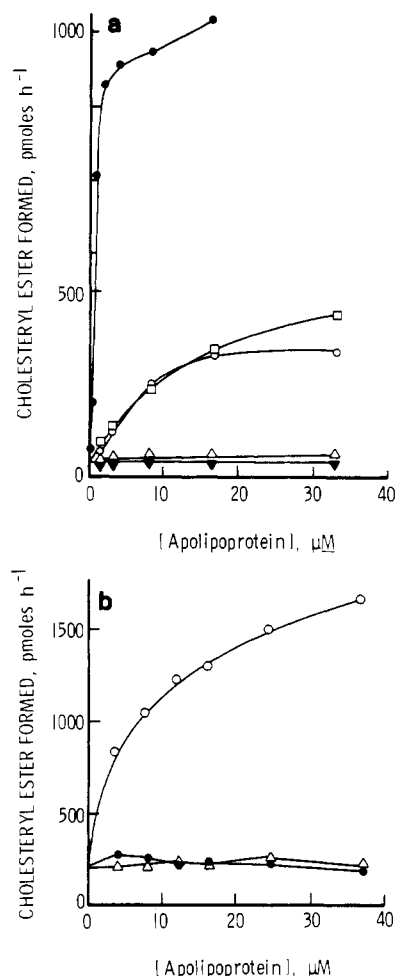 a
CHOLESTERYL ESTER FORMED, pmoles h⁻¹
1000
500
0
0 10 20 30 40
[Apolipoprotein], µM
b
CHOLESTERYL ESTER FORMED, pmoles h⁻¹
1500
1000
500
0
0 10 20 30 40
[Apolipoprotein], µM